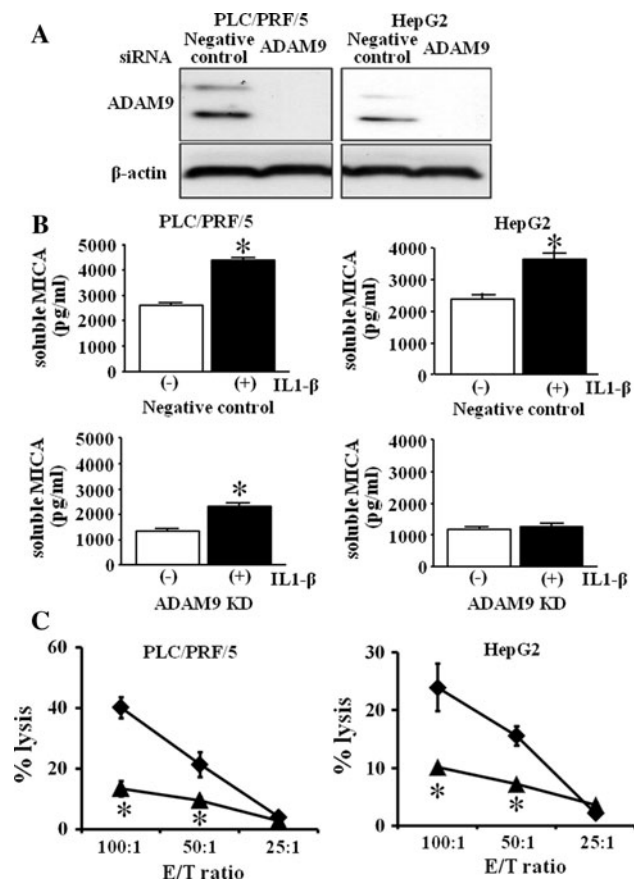 A
PLC/PRF/5 HepG2
siRNA Negative control ADAM9 Negative control ADAM9
ADAM9
β-actin
B
PLC/PRF/5
soluble MICA (pg/ml)
5000
4000
3000
2000
1000
0
*
(-) (+) IL1-β
Negative control
HepG2
soluble MICA (pg/ml)
4000
3000
2000
1000
0
*
(-) (+) IL1-β
Negative control
soluble MICA (pg/ml)
5000
4000
3000
2000
1000
0
*
(-) (+) IL1-β
ADAM9 KD
soluble MICA (pg/ml)
4000
3000
2000
1000
0
(-) (+) IL1-β
ADAM9 KD
C
PLC/PRF/5
% lysis
60
40
20
0
* *
100:1 50:1 25:1
E/T ratio
HepG2
% lysis
30
20
10
0
* *
100:1 50:1 25:1
E/T ratio